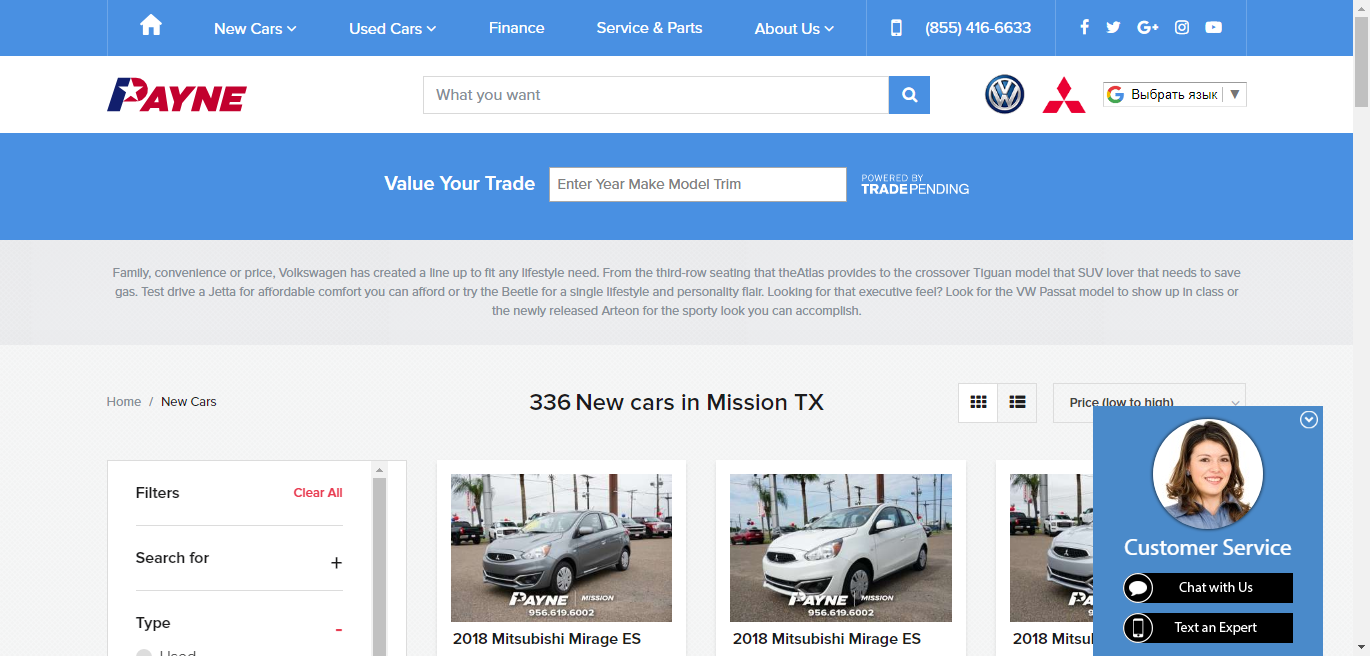 New Cars
Used Cars
Finance
Service & Parts
About Us
(855) 416-6633
PAYNE
What you want
Выбрать язык ▼
Value Your Trade
Enter Year Make Model Trim
POWERED BY
TRADEPENDING
Family, convenience or price, Volkswagen has created a line up to fit any lifestyle need. From the third-row seating that theAtlas provides to the crossover Tiguan model that SUV lover that needs to save
gas. Test drive a Jetta for affordable comfort you can afford or try the Beetle for a single lifestyle and personality flair. Looking for that executive feel? Look for the VW Passat model to show up in class or
the newly released Arteon for the sporty look you can accomplish.
Home / New Cars
336 New cars in Mission TX
Price (low to high)
Filters
Clear All
Search for
+
Type
-
Used
PAYNE MISSION
956.619.6002
2018 Mitsubishi Mirage ES
PAYNE MISSION
956.619.6002
2018 Mitsubishi Mirage ES
PA
2018 Mitsu
Customer Service
Chat with Us
Text an Expert